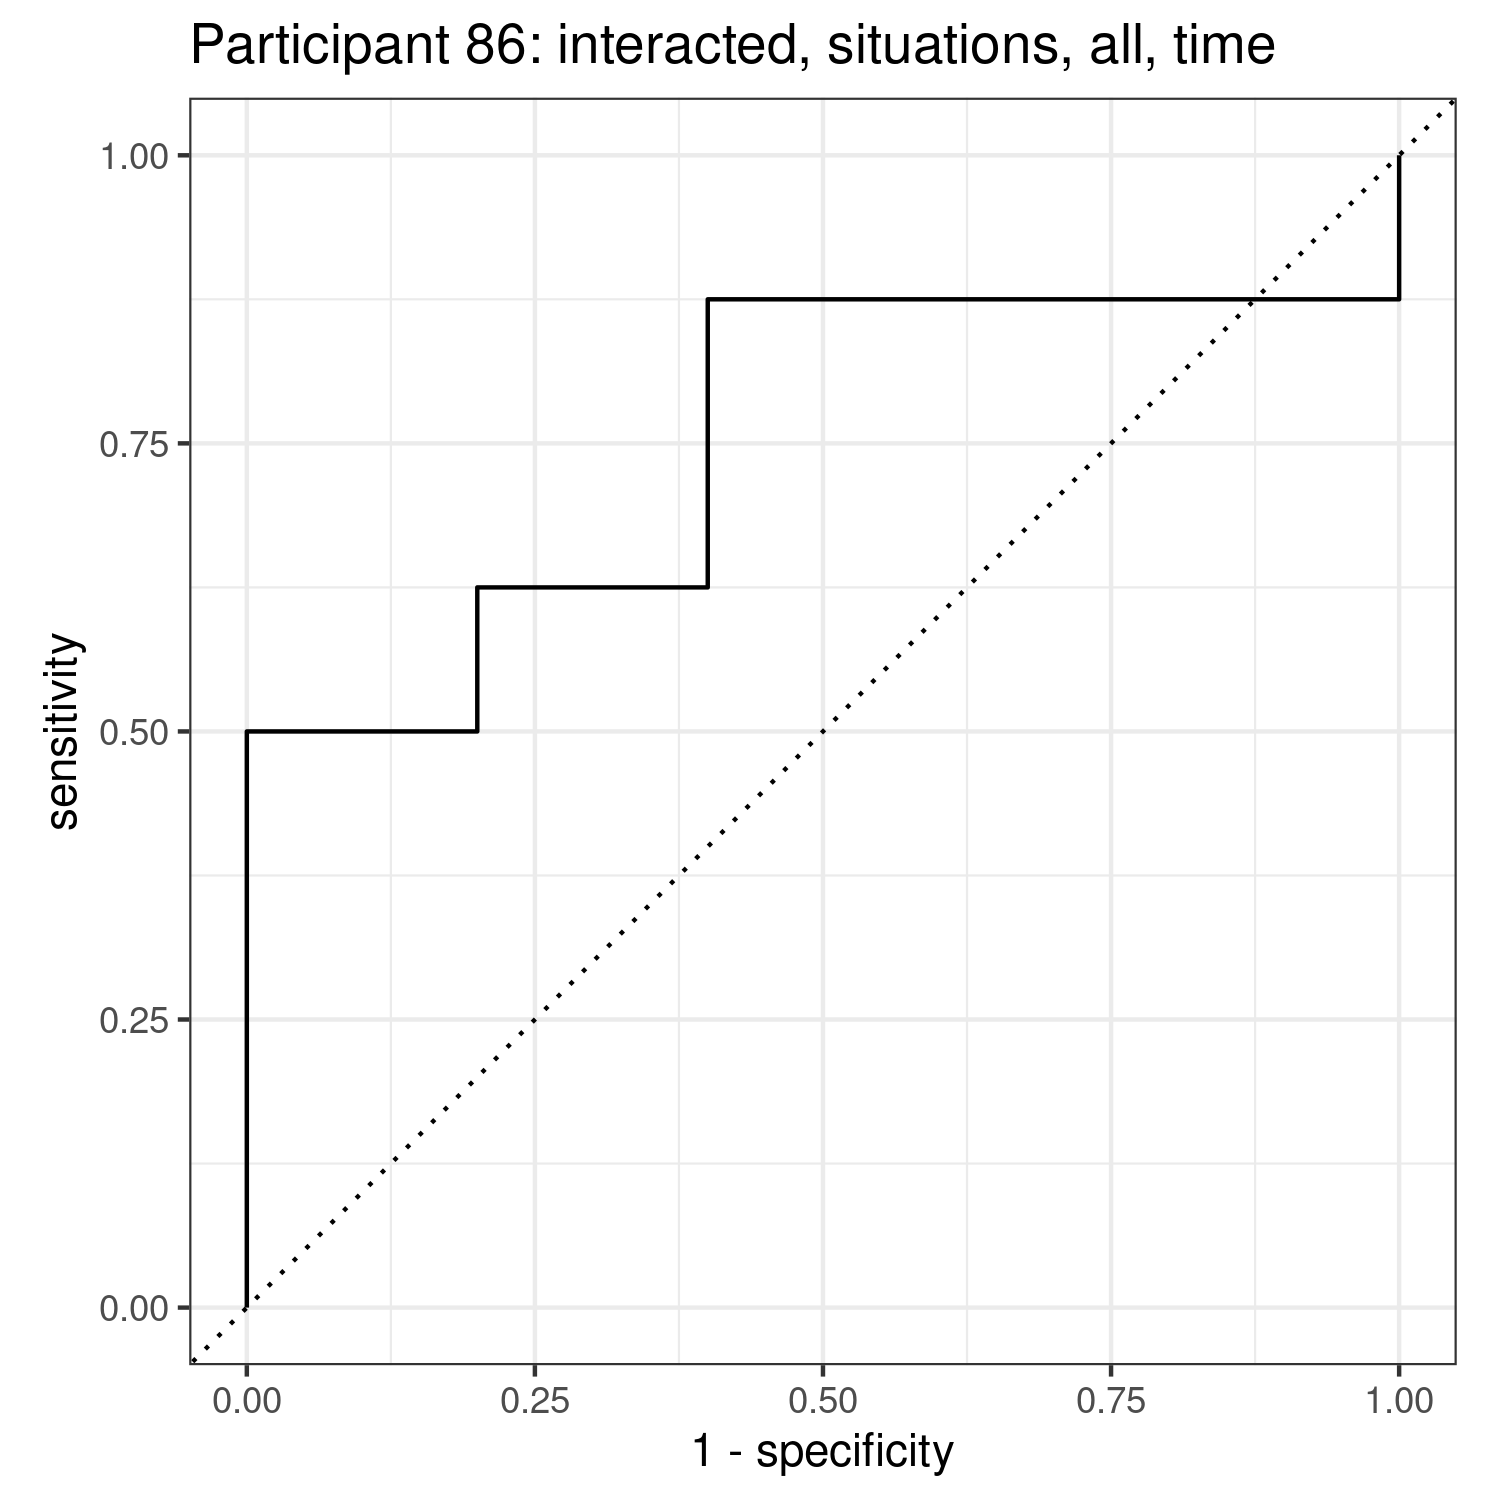 Participant 86: interacted, situations, all, time
sensitivity
1.00
0.75
0.50
0.25
0.00
0.00 0.25 0.50 0.75 1.00
1 - specificity